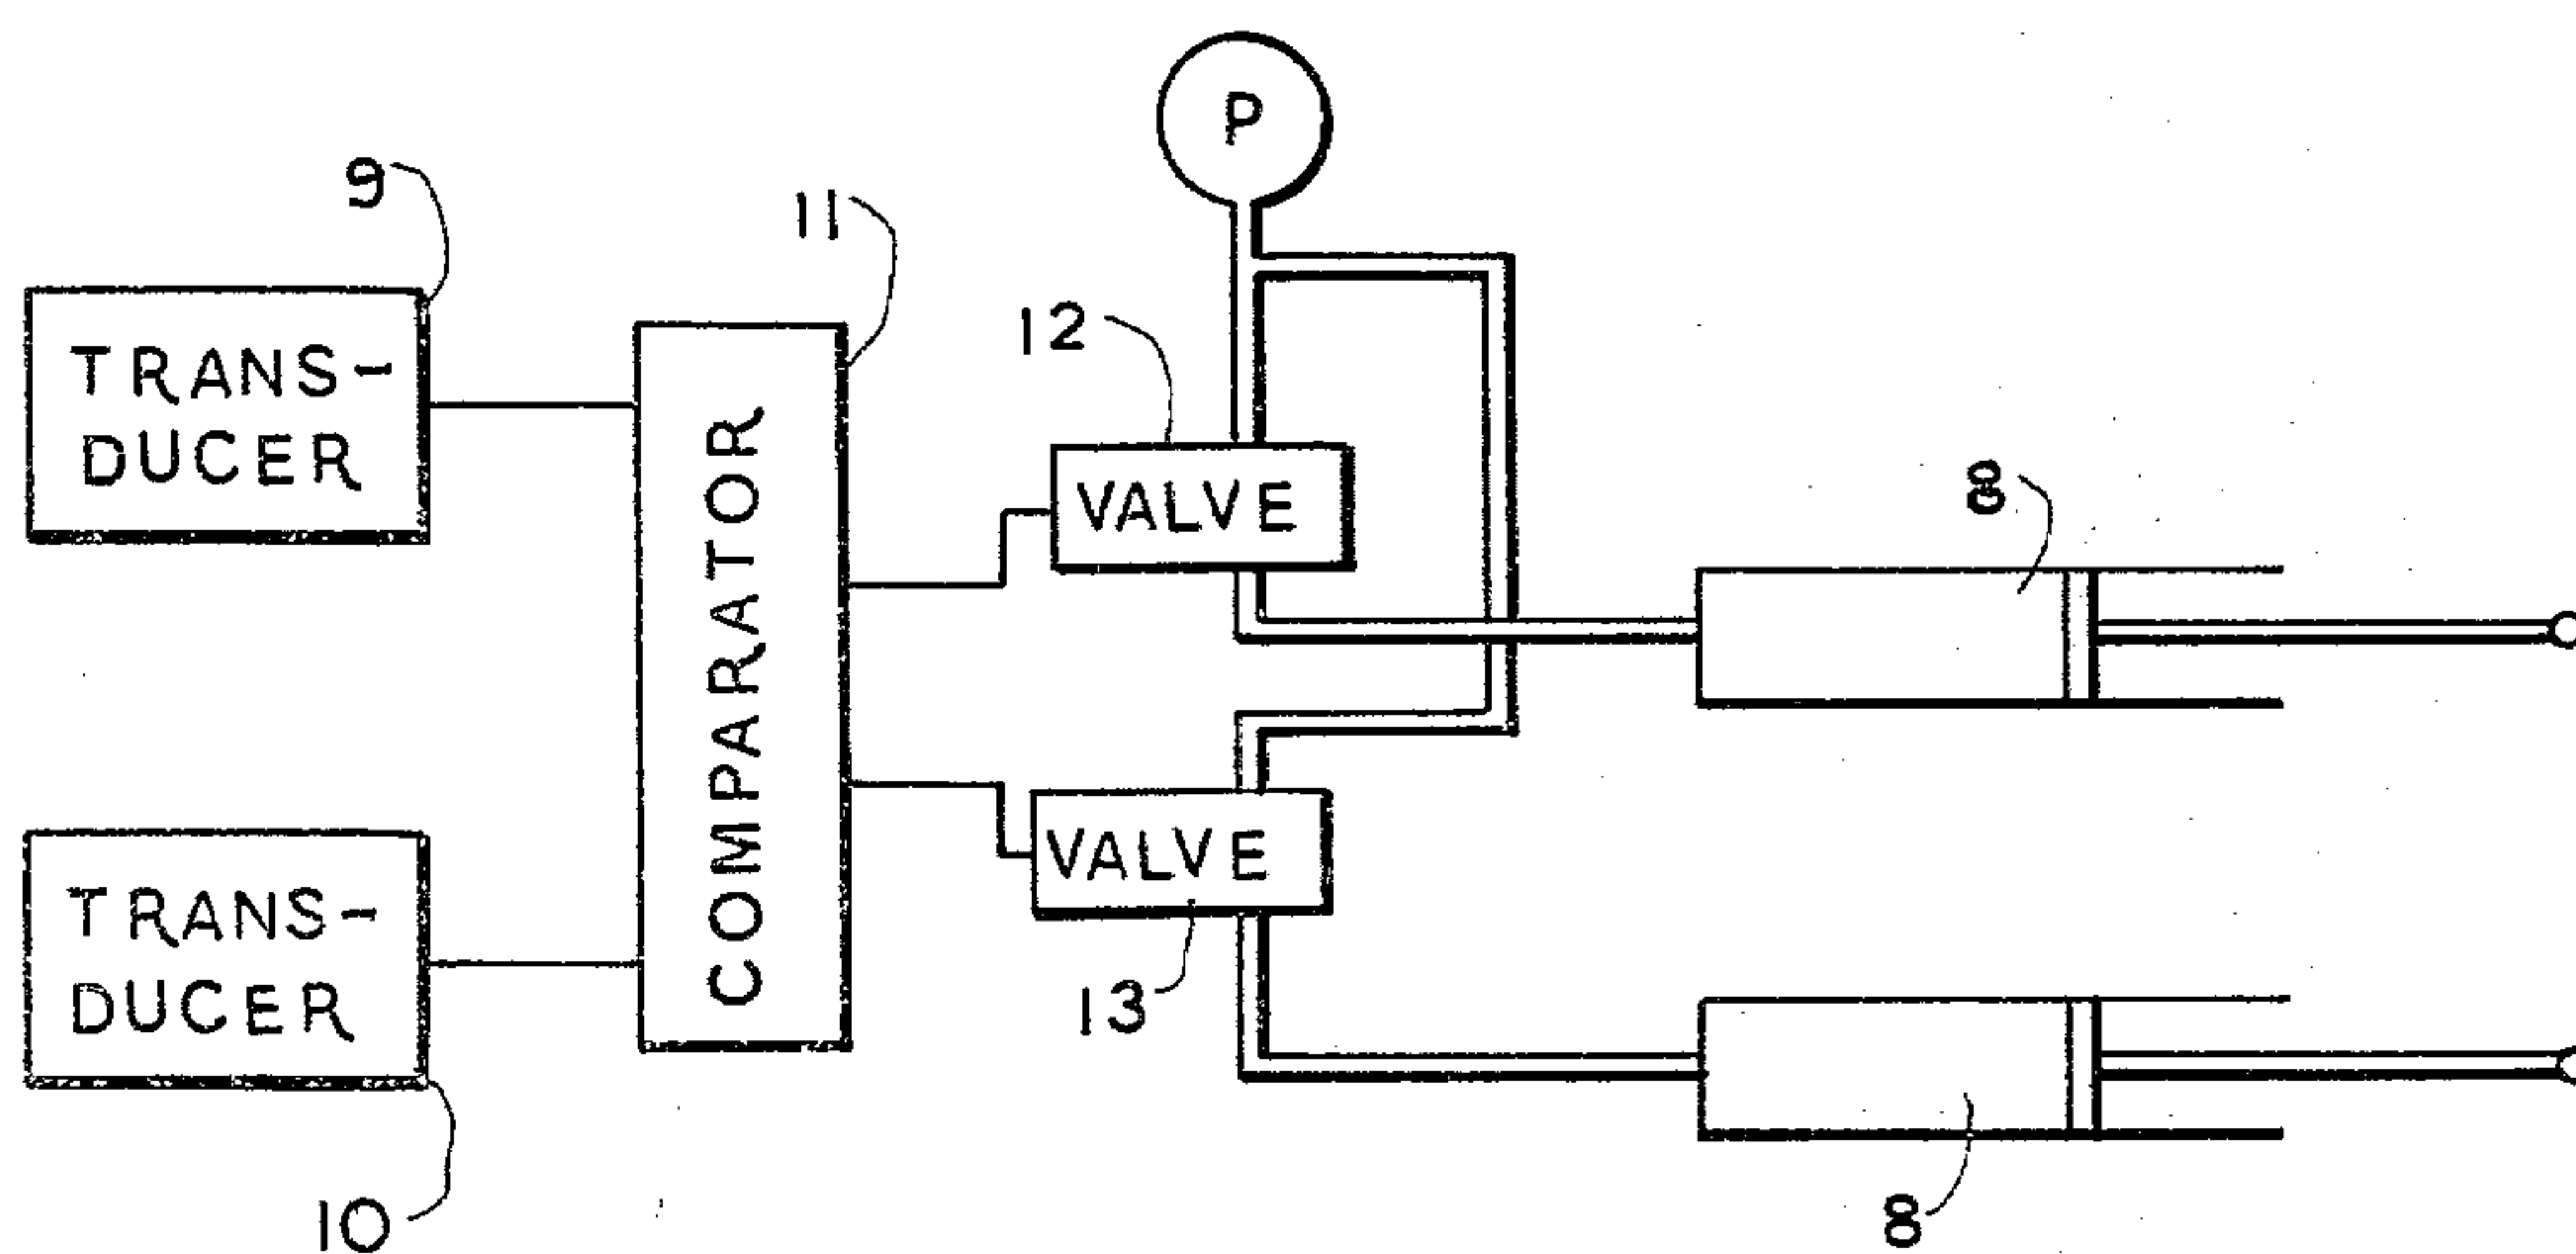 P
9
11
TRANS-
DUCER
12
VALVE
8
COMPARATOR
VALVE
TRANS-
DUCER
13
10
8